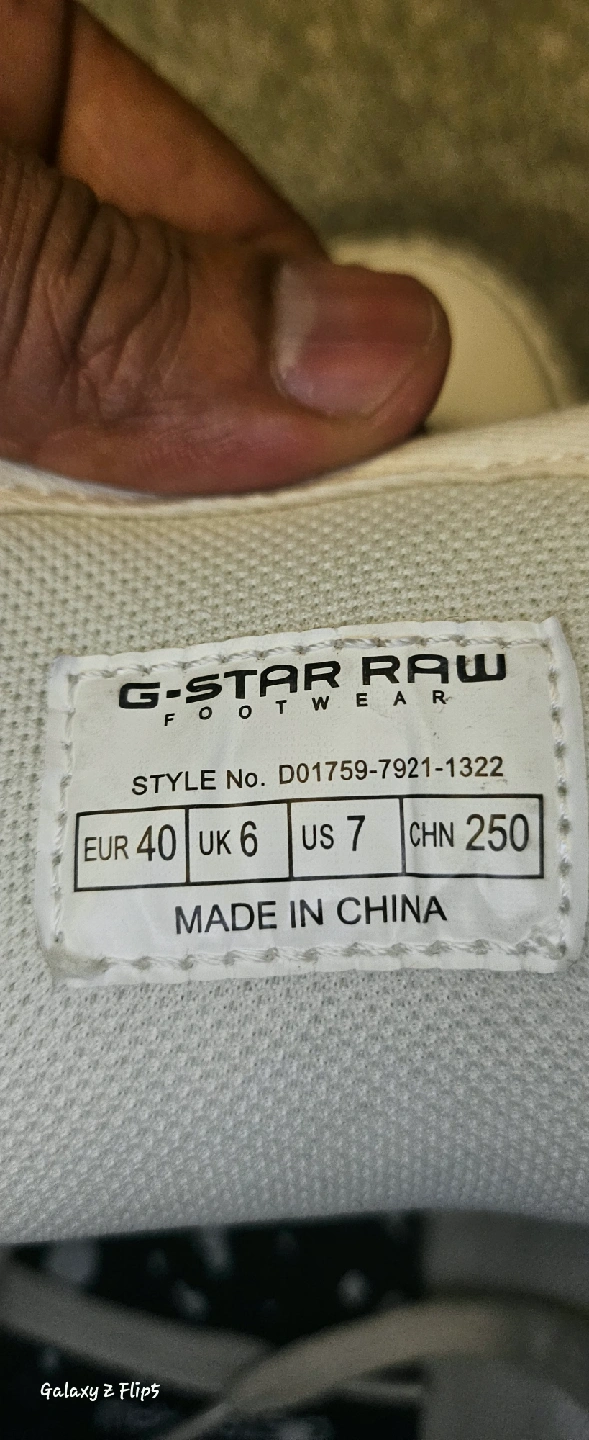 G-STAR RAW
FOOTWEAR
STYLE No. D01759-7921-1322
EUR 40 UK 6 US 7 CHN 250
MADE IN CHINA
Galaxy Z Flip5